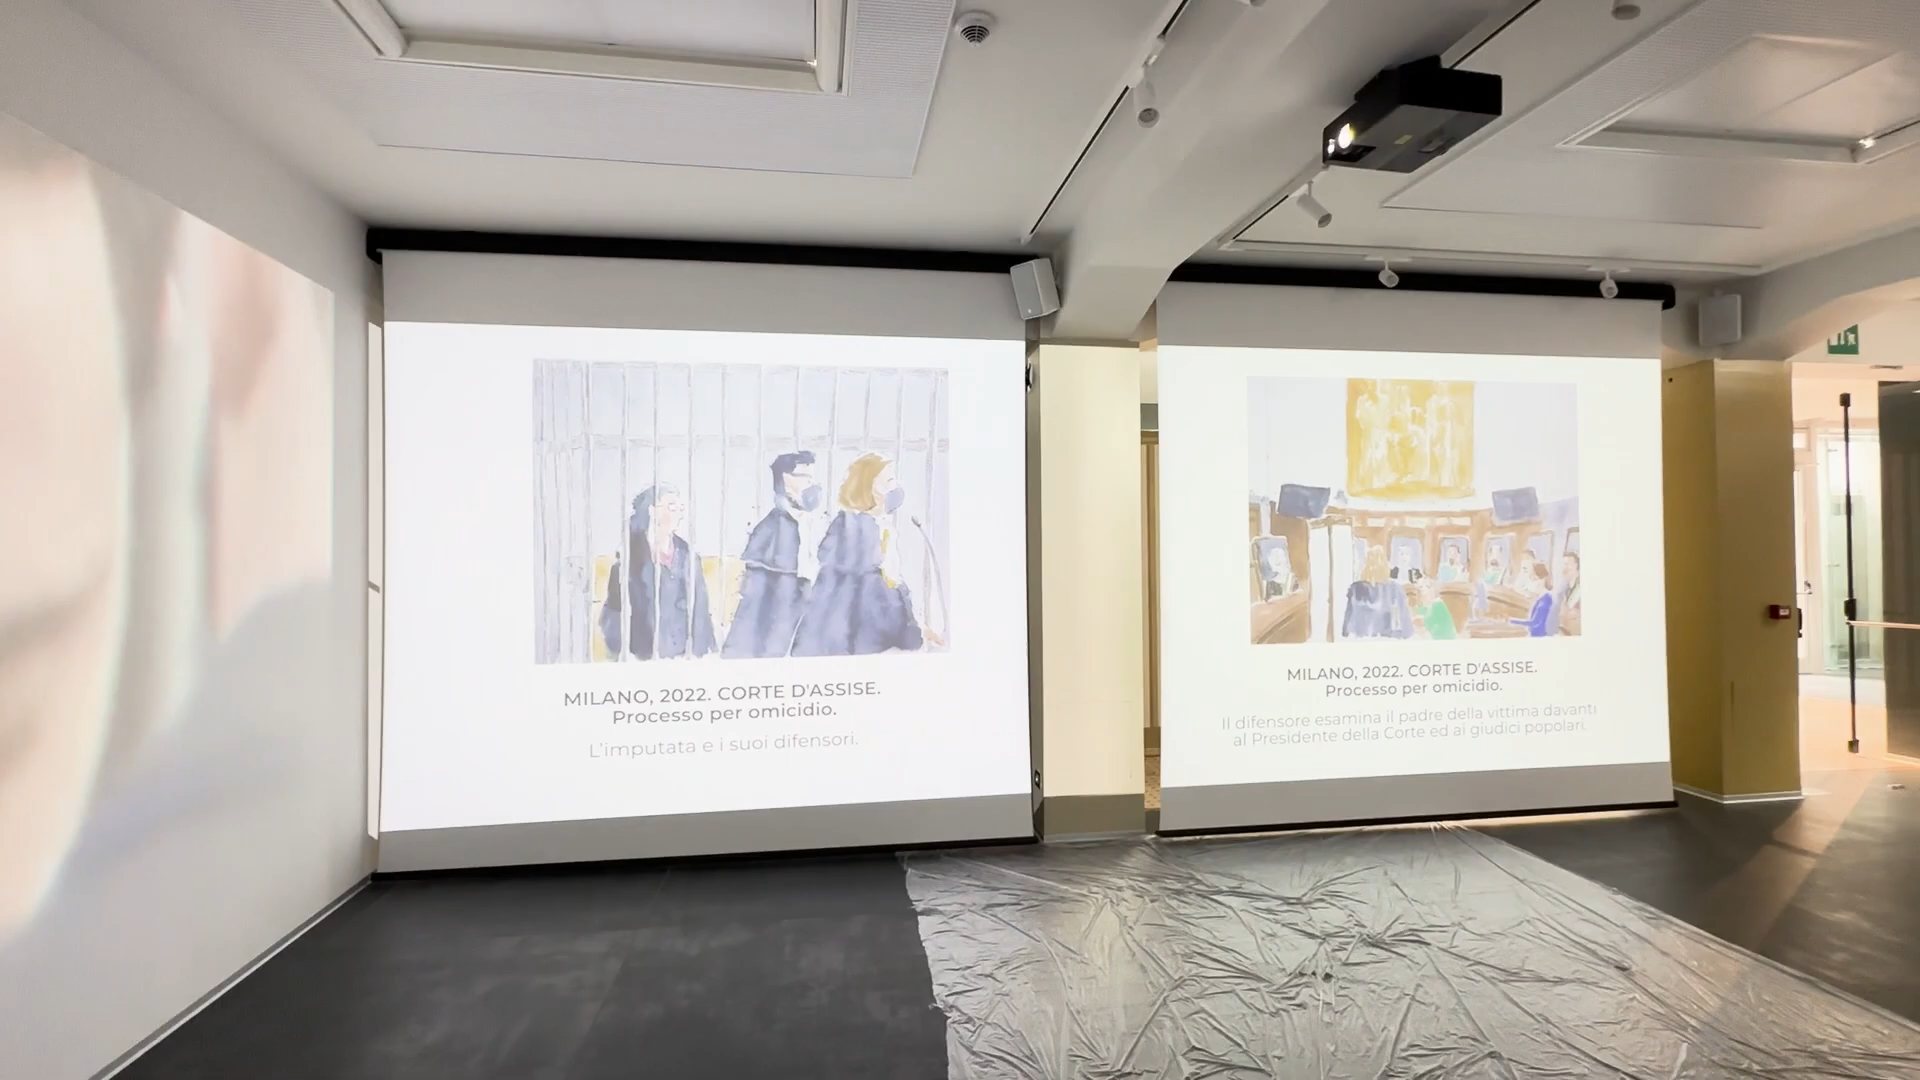 MILANO, 2022. CORTE D'ASSISE.
Processo per omicidio.
L'imputata e i suoi difensori.
MILANO, 2022. CORTE D'ASSISE.
Processo per omicidio.
Il difensore esamina il padre della vittima davanti
al Presidente della Corte ed ai giudici popolari.